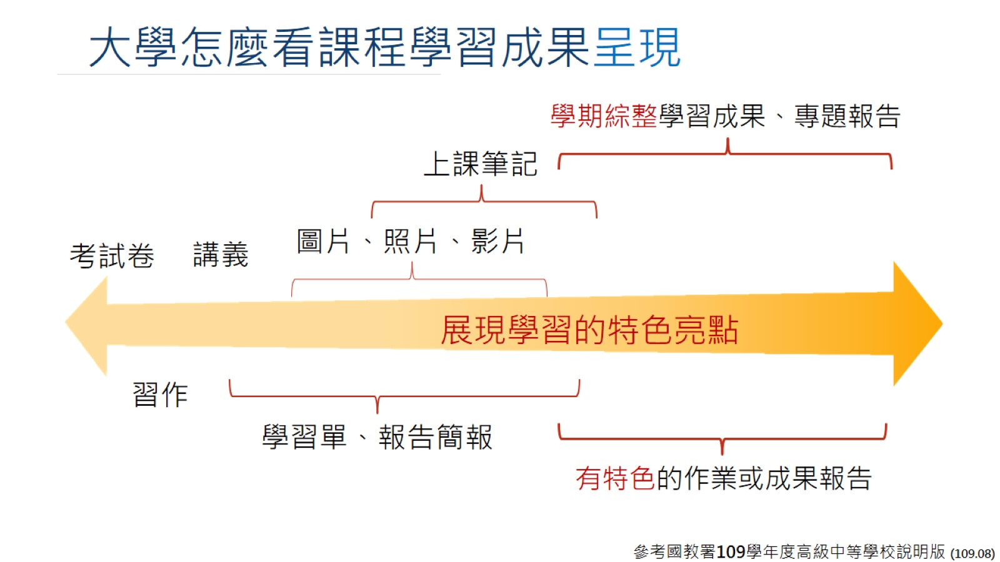 大學怎麼看課程學習成果呈現
學期綜整學習成果、專題報告
上課筆記
圖片、照片、影片
考試卷
講義
展現學習的特色亮點
習作
學習單、報告簡報
有特色的作業或成果報告
參考國教署109學年度高級中等學校說明版 (109.08)